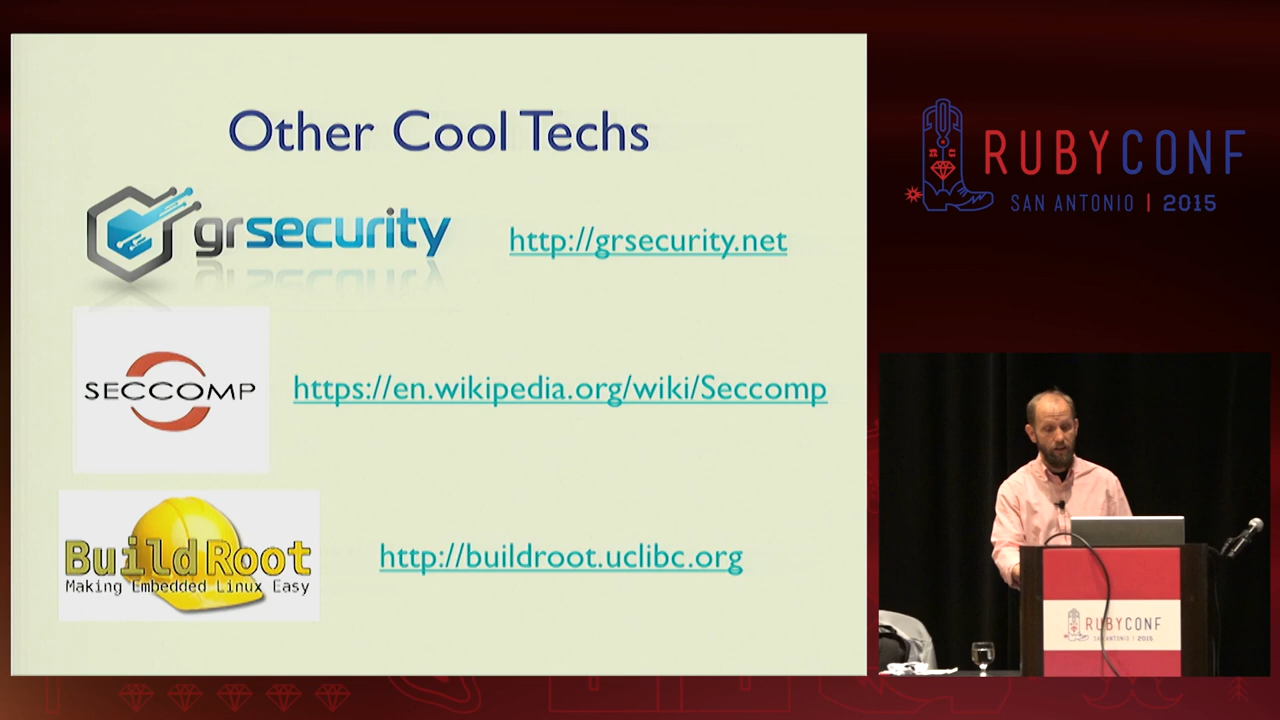 Other Cool Techs
grsecurity
http://grsecurity.net
SECCOMP
https://en.wikipedia.org/wiki/Seccomp
BuildRoot
Making Embedded Linux Easy
http://buildroot.uclibc.org
RUBYCONF
SAN ANTONIO | 2015
RUBYCONF
SAN ANTONIO | 2015